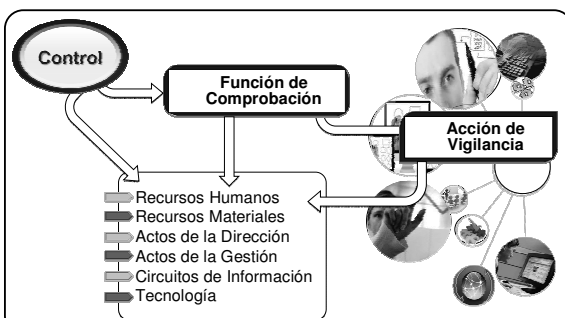 Control
Función de
Comprobación
Acción de
Vigilancia
Recursos Humanos
Recursos Materiales
Actos de la Dirección
Actos de la Gestión
Circuitos de Información
Tecnología